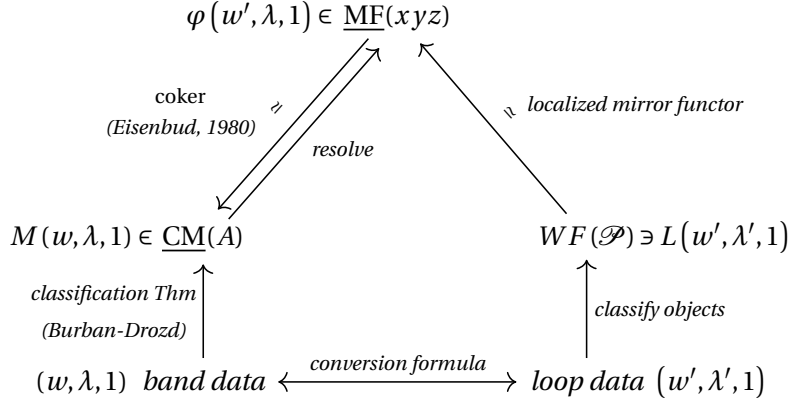 φ(w′, λ, 1) ∈ MF(xyz)
coker
(Eisenbud, 1980)
≈
resolve
≈
localized mirror functor
M(w, λ, 1) ∈ CM(A)
WF(𝒫) ∋ L(w′, λ′, 1)
classification Thm
(Burban-Drozd)
classify objects
(w, λ, 1) band data
conversion formula
loop data (w′, λ′, 1)